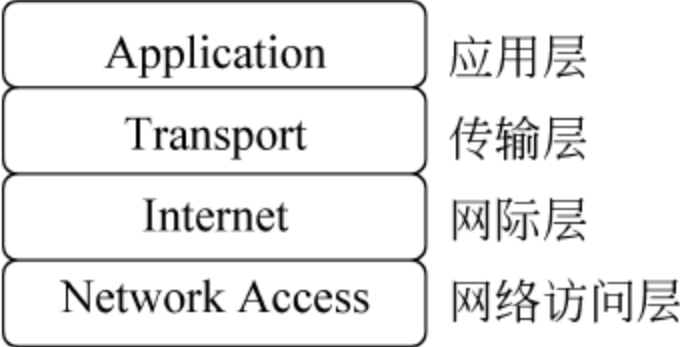 Application 应用层
Transport 传输层
Internet 网际层
Network Access 网络访问层